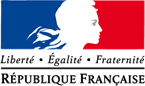 Liberté • Égalité • Fraternité
RÉPUBLIQUE FRANÇAISE